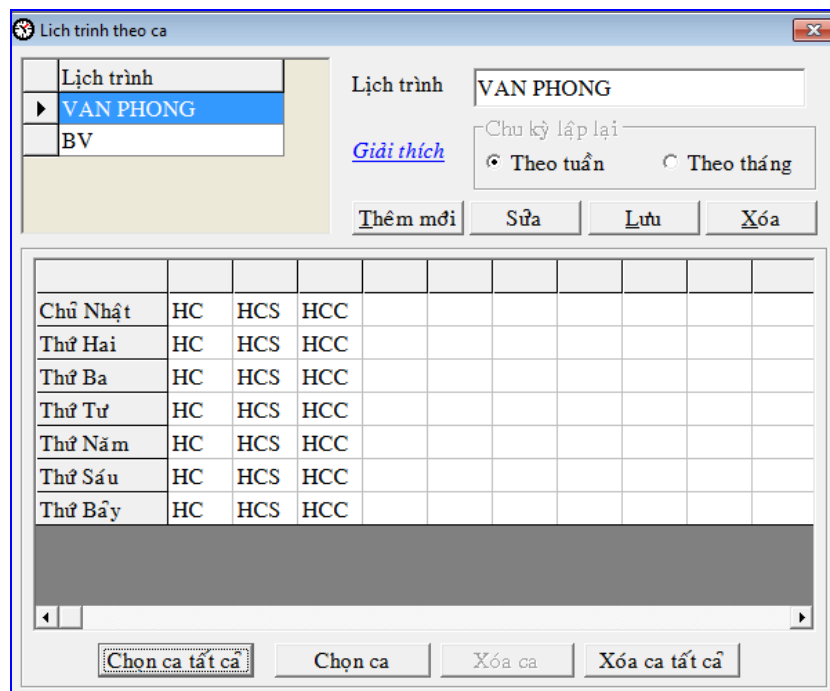 Lich trinh theo ca
Lịch trình
VAN PHONG
BV
Lịch trình VAN PHONG
Giải thích
Chu kỳ lập lại
Theo tuần Theo tháng
Thêm mới Sửa Lưu Xóa
Chủ Nhật HC HCS HCC
Thứ Hai HC HCS HCC
Thứ Ba HC HCS HCC
Thứ Tư HC HCS HCC
Thứ Năm HC HCS HCC
Thứ Sáu HC HCS HCC
Thứ Bẩy HC HCS HCC
Chọn ca tất cả Chọn ca Xóa ca Xóa ca tất cả